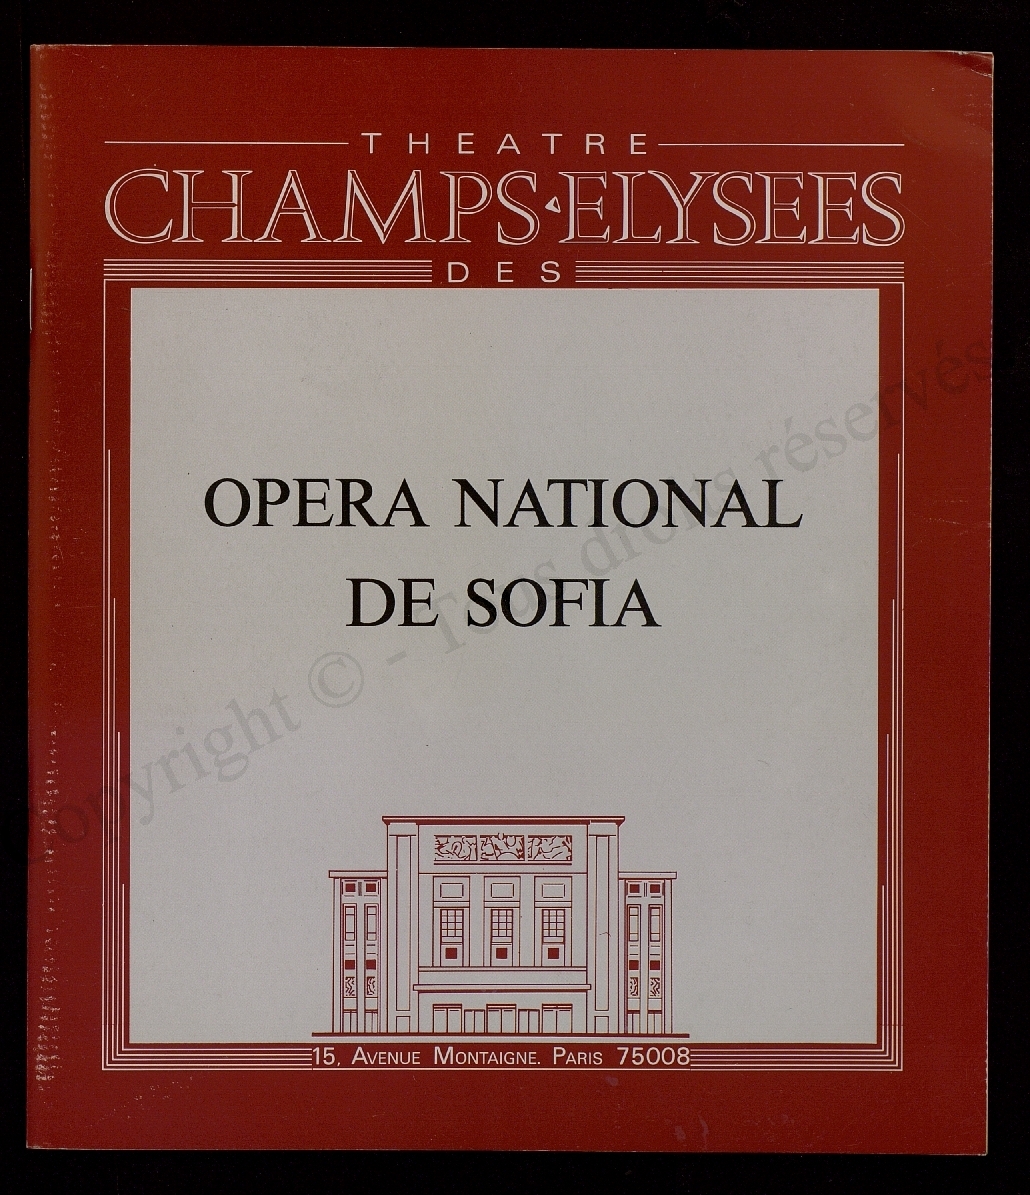 THEATRE
CHAMPS-ELYSEES
DES
OPERA NATIONAL
DE SOFIA
15, AVENUE MONTAIGNE. PARIS 75008
Copyright © - Tous droits réservés